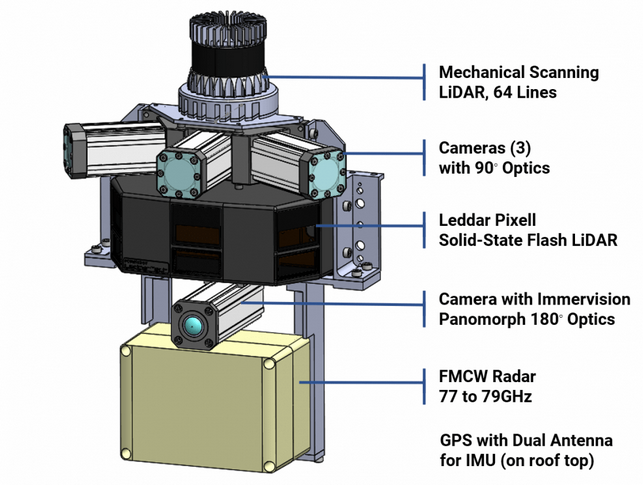 Mechanical Scanning
LiDAR, 64 Lines
Cameras (3)
with 90° Optics
Leddar Pixell
Solid-State Flash LiDAR
Camera with Immervision
Panomorph 180° Optics
FMCW Radar
77 to 79GHz
GPS with Dual Antenna
for IMU (on roof top)